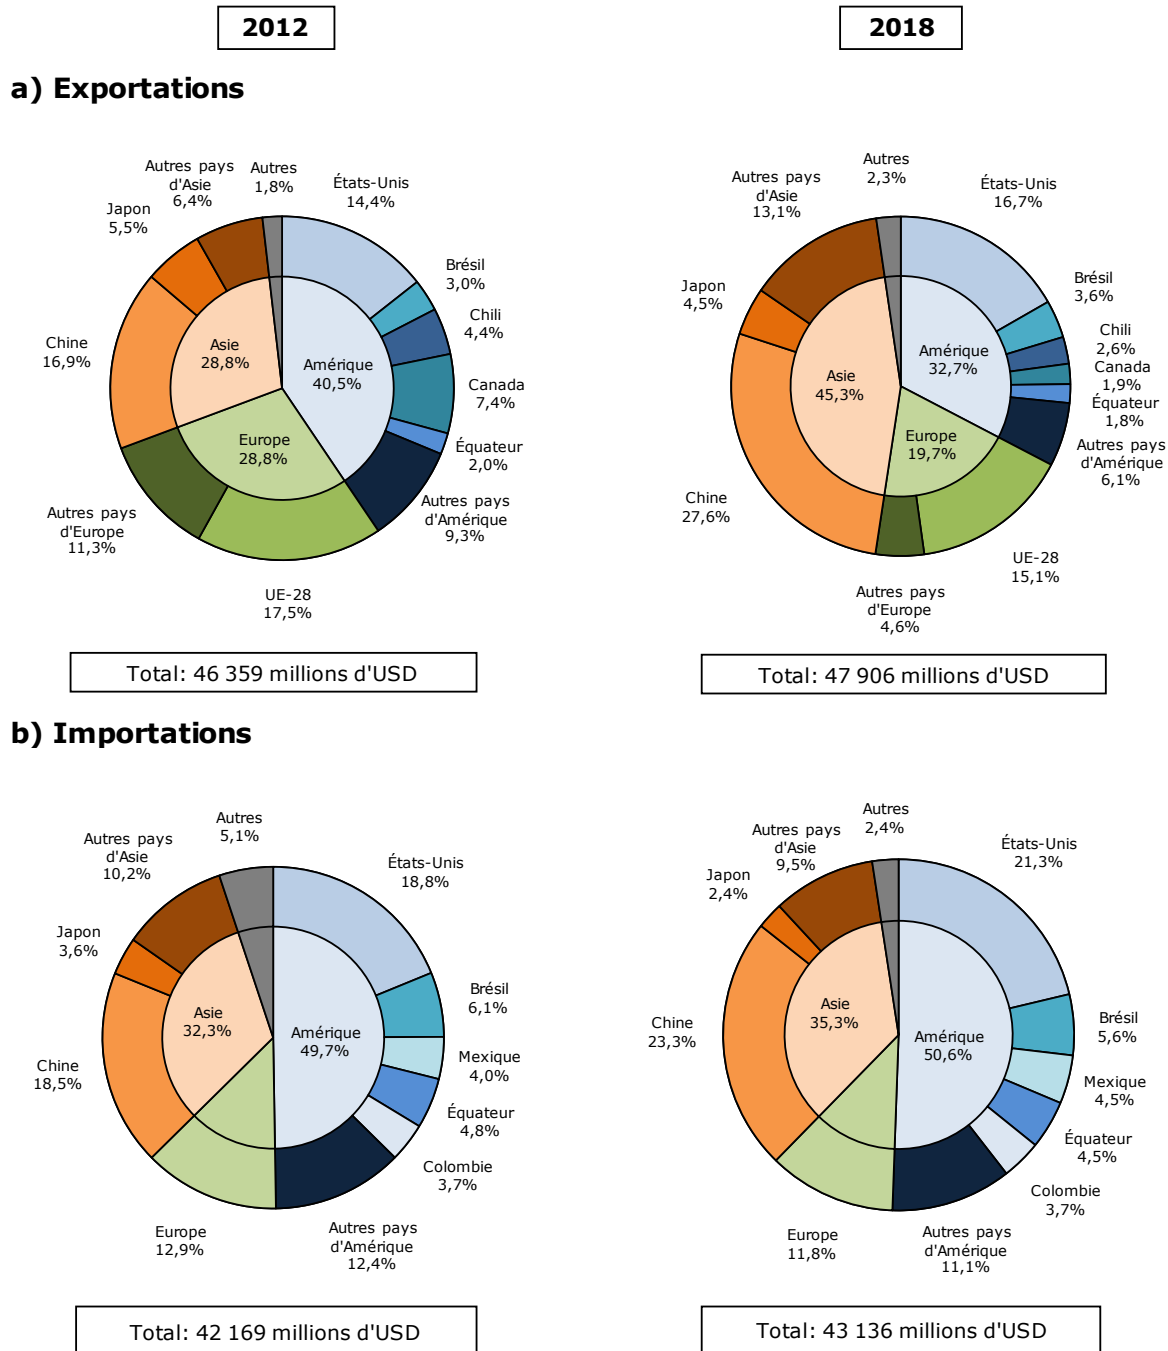 2012
2018
a) Exportations
Autres pays
d'Asie
6,4%
Autres
1,8%
États-Unis
14,4%
Japon
5,5%
Brésil
3,0%
Chili
4,4%
Chine
16,9%
Asie
28,8%
Amérique
40,5%
Canada
7,4%
Europe
28,8%
Équateur
2,0%
Autres pays
d'Europe
11,3%
Autres pays
d'Amérique
9,3%
UE-28
17,5%
Total: 46 359 millions d'USD
Autres
2,3%
Autres pays
d'Asie
13,1%
États-Unis
16,7%
Japon
4,5%
Brésil
3,6%
Chili
2,6%
Canada
1,9%
Amérique
32,7%
Asie
45,3%
Équateur
1,8%
Europe
19,7%
Autres pays
d'Amérique
6,1%
Chine
27,6%
UE-28
15,1%
Autres pays
d'Europe
4,6%
Total: 47 906 millions d'USD
b) Importations
Autres
5,1%
Autres pays
d'Asie
10,2%
États-Unis
18,8%
Japon
3,6%
Brésil
6,1%
Asie
32,3%
Amérique
49,7%
Mexique
4,0%
Chine
18,5%
Équateur
4,8%
Colombie
3,7%
Europe
12,9%
Autres pays
d'Amérique
12,4%
Total: 42 169 millions d'USD
Autres
2,4%
Autres pays
d'Asie
9,5%
États-Unis
21,3%
Japon
2,4%
Asie
35,3%
Brésil
5,6%
Chine
23,3%
Amérique
50,6%
Mexique
4,5%
Équateur
4,5%
Colombie
3,7%
Europe
11,8%
Autres pays
d'Amérique
11,1%
Total: 43 136 millions d'USD